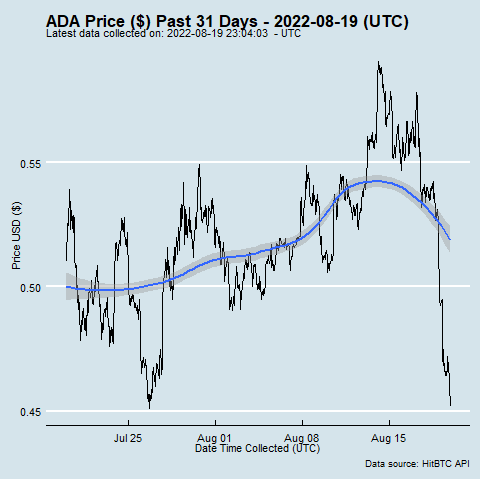 ADA Price ($) Past 31 Days - 2022-08-19 (UTC)
Latest data collected on: 2022-08-19 23:04:03 - UTC
Price USD ($)
0.55
0.50
0.45
Jul 25 Aug 01 Aug 08 Aug 15
Date Time Collected (UTC)
Data source: HitBTC API